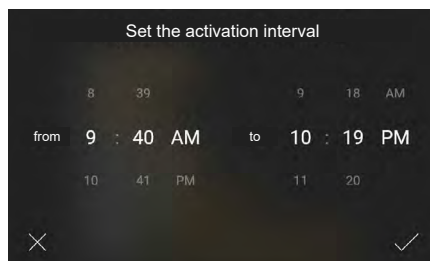 Set the activation interval
8 39 9 18 AM
from 9 : 40 AM to 10 : 19 PM
10 41 PM 11 20